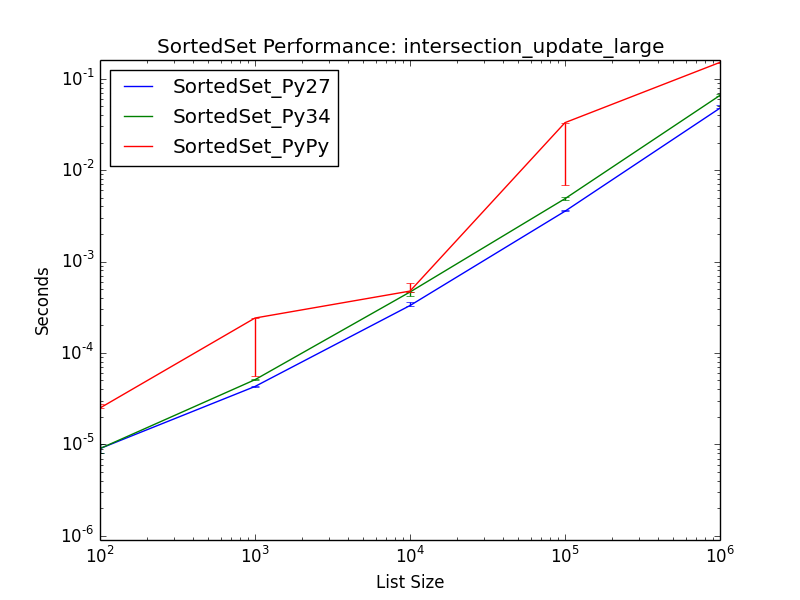 SortedSet Performance: intersection_update_large
SortedSet_Py27
SortedSet_Py34
SortedSet_PyPy
10^-1
10^-2
10^-3
10^-4
10^-5
10^-6
Seconds
10^2 10^3 10^4 10^5 10^6
List Size